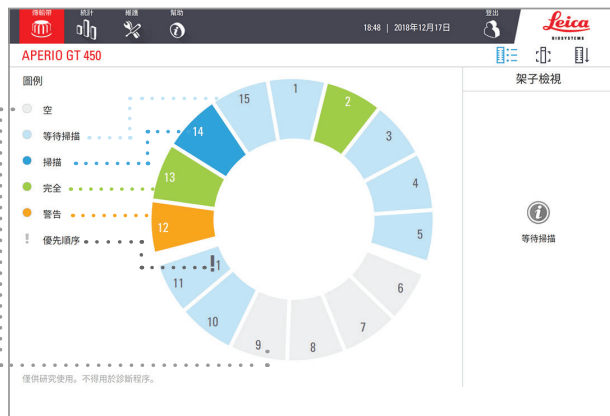 傳輸帶 統計 維護 幫助 登出
18:48 | 2018年12月17日
Leica
BIOSYSTEMS
APERIO GT 450
圖例
架子檢視
空
等待掃描
掃描
完全
警告
! 優先順序
1
2
3
4
5
6
7
8
9
10
11
12
13
14
15
!1
等待掃描
僅供研究使用。不得用於診斷程序。